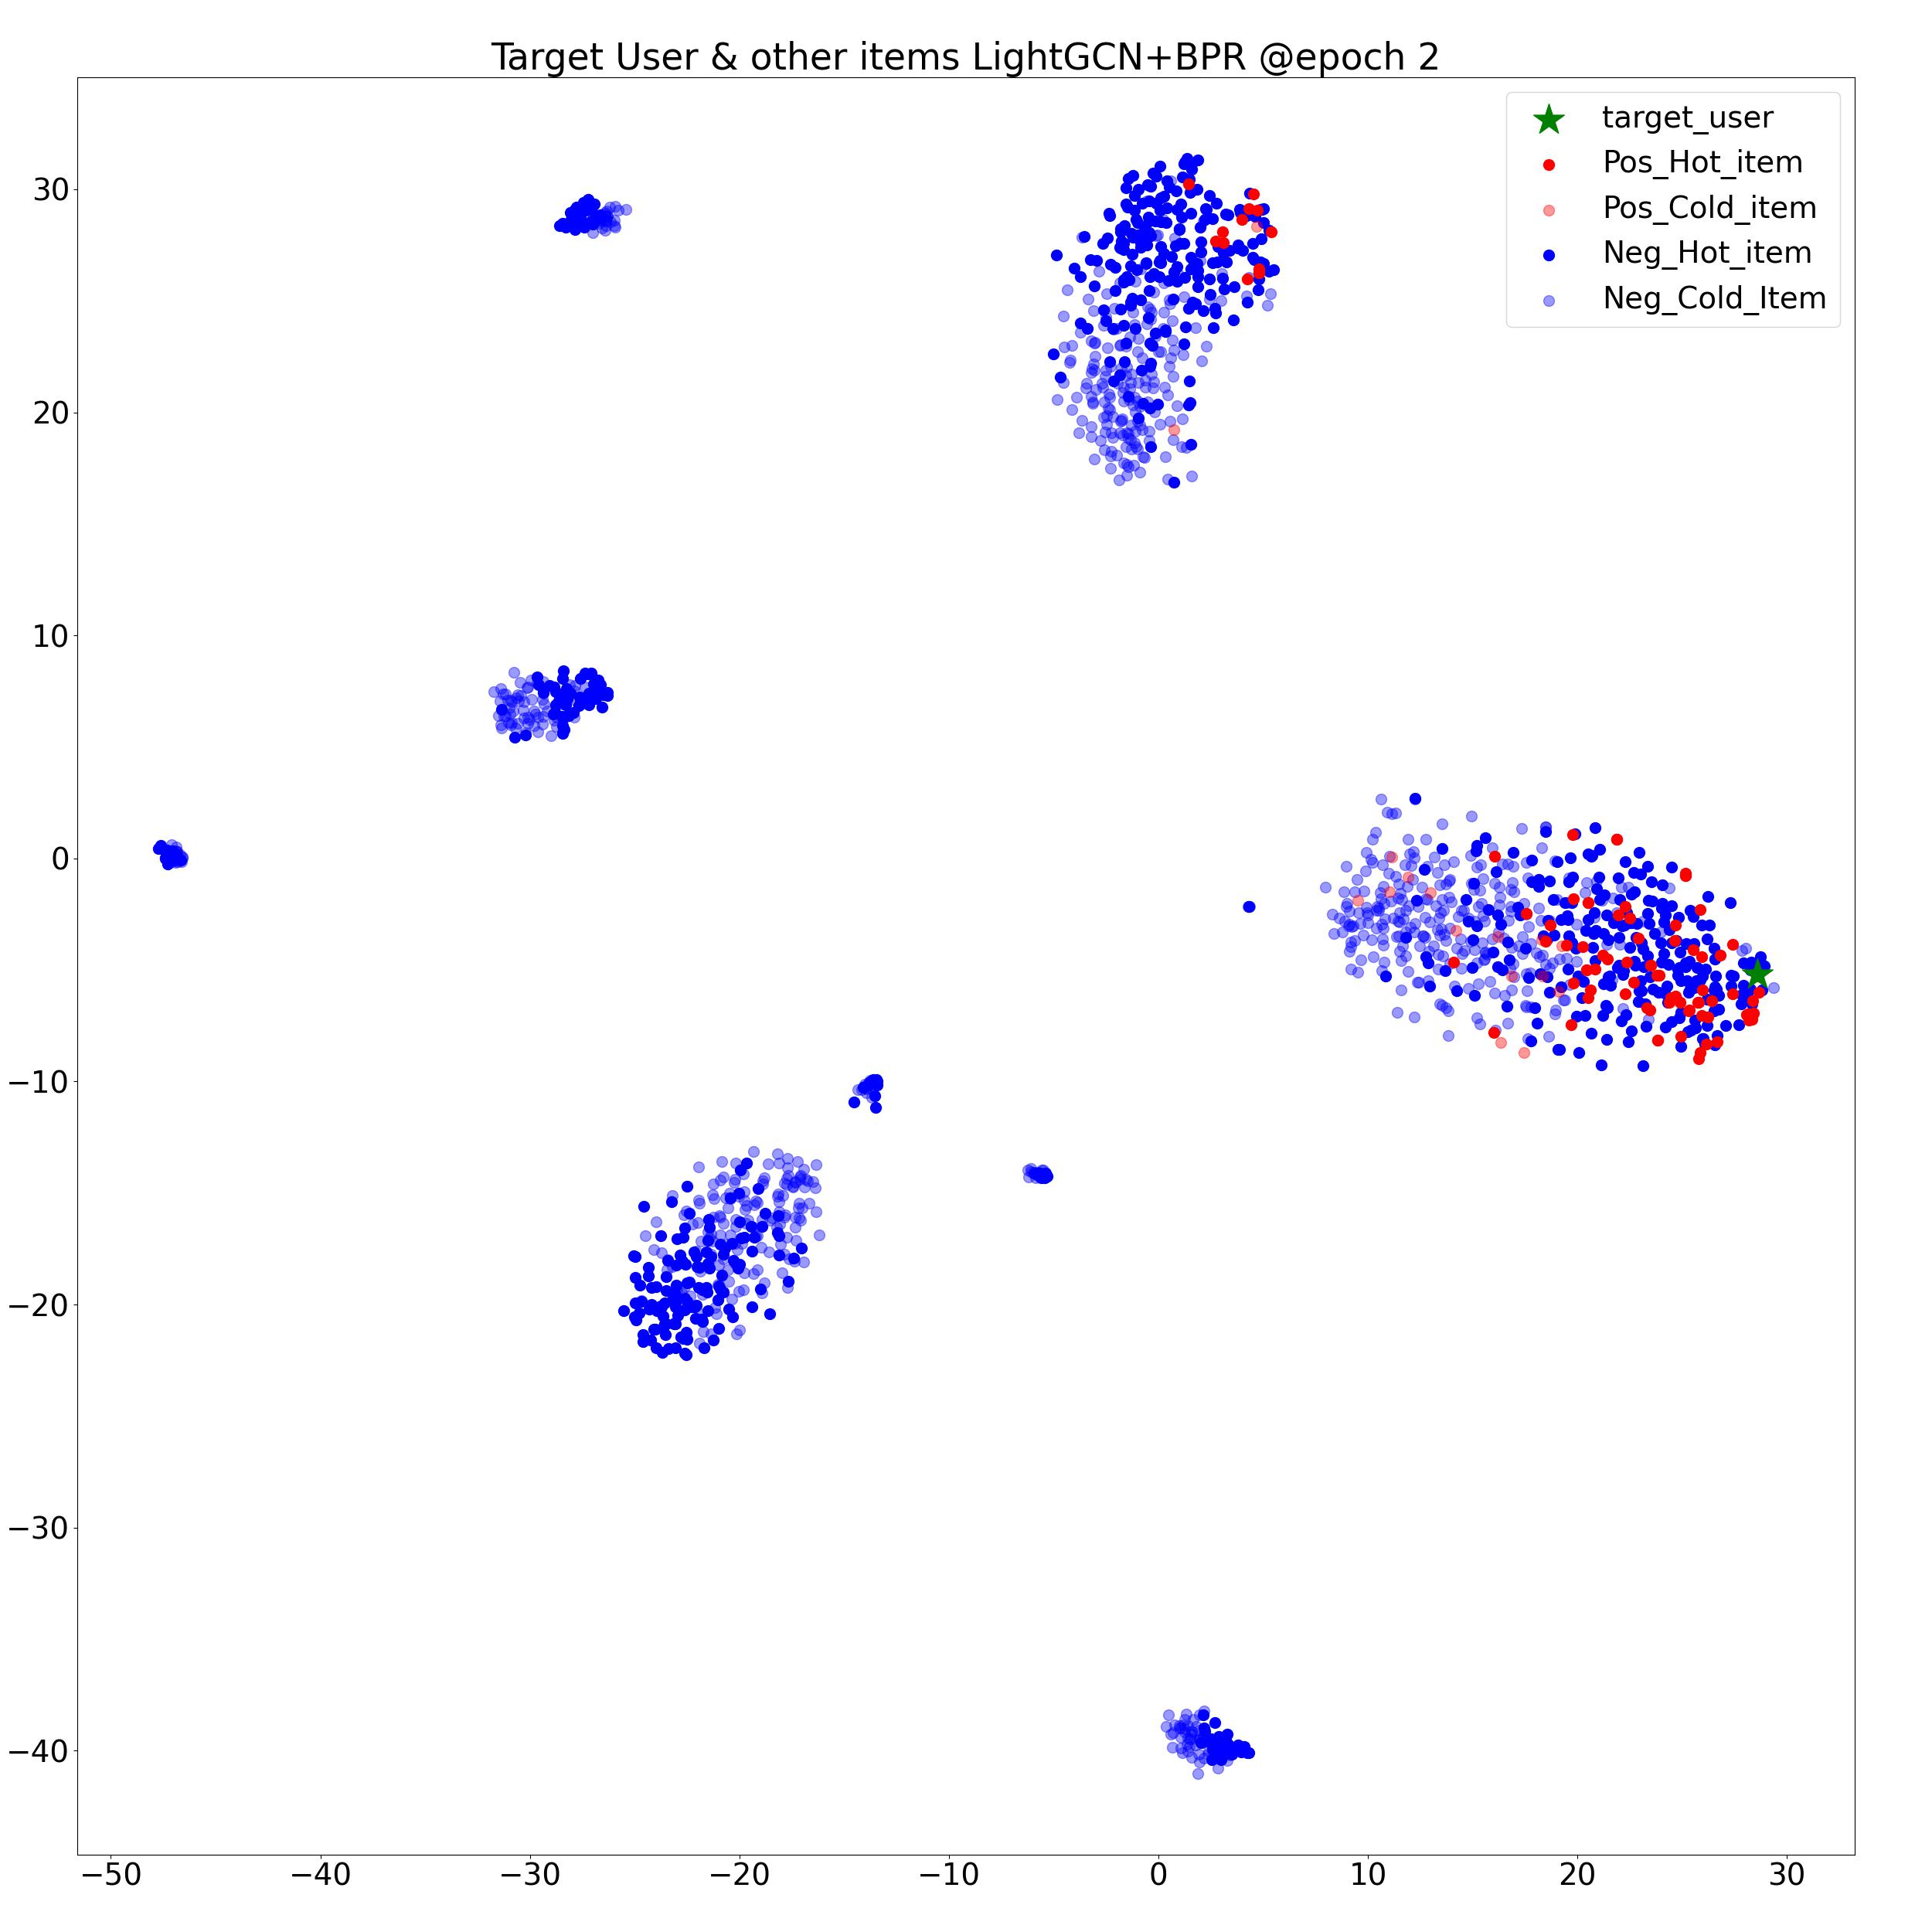 Target User & other items LightGCN+BPR @epoch 2
target_user
Pos_Hot_item
Pos_Cold_item
Neg_Hot_item
Neg_Cold_Item
30
20
10
0
−10
−20
−30
−40
−50 −40 −30 −20 −10 0 10 20 30